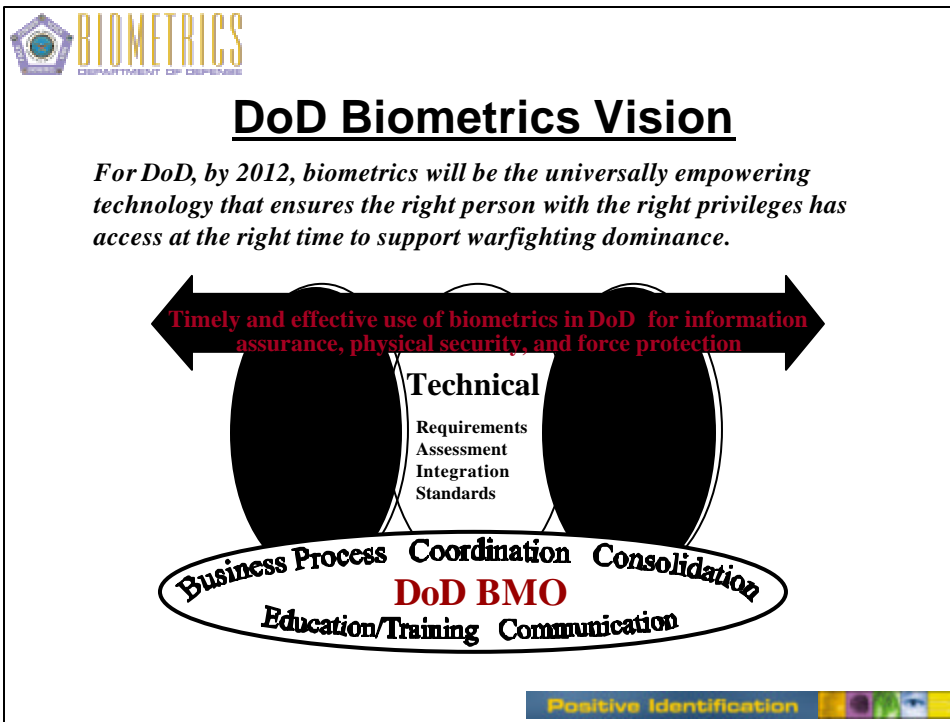 BIOMETRICS
DEPARTMENT OF DEFENSE
DoD Biometrics Vision
For DoD, by 2012, biometrics will be the universally empowering
technology that ensures the right person with the right privileges has
access at the right time to support warfighting dominance.
Timely and effective use of biometrics in DoD for information
assurance, physical security, and force protection
Technical
Requirements
Assessment
Integration
Standards
Business Process Coordination Consolidation
DoD BMO
Education/Training Communication
Positive Identification